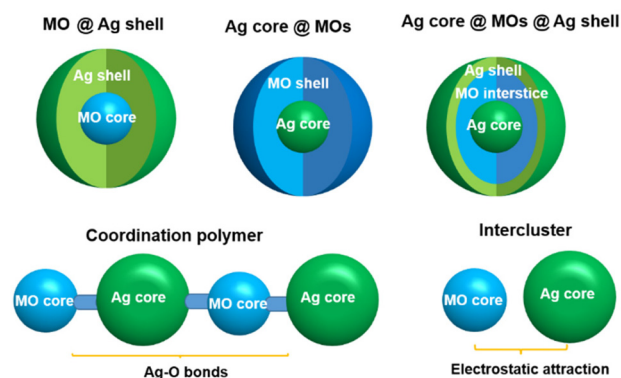 MO @ Ag shell
Ag core @ MOs
Ag core @ MOs @ Ag shell
Ag shell
MO core
MO shell
Ag core
Ag shell
MO interstice
Ag core
Coordination polymer
Intercluster
MO core
Ag core
MO core
Ag core
MO core
Ag core
Ag-O bonds
Electrostatic attraction